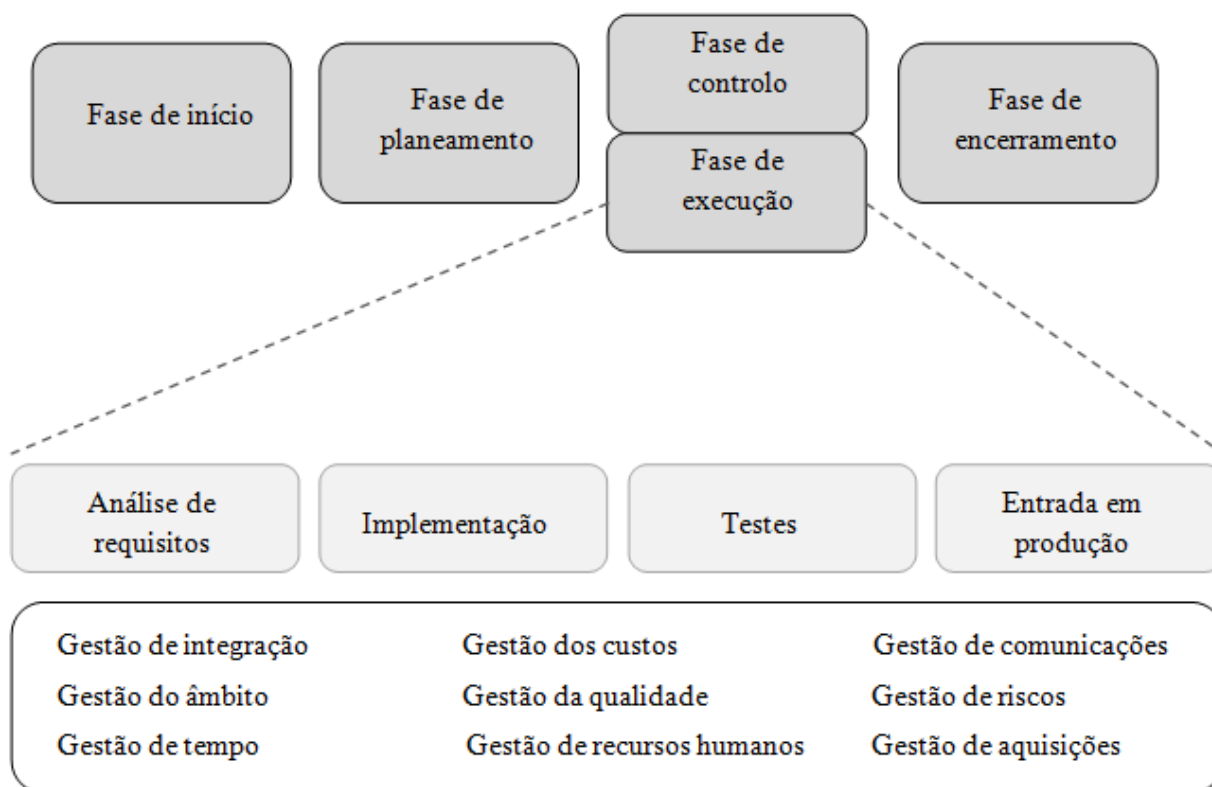 Fase de início
Fase de
planeamento
Fase de
controlo
Fase de
execução
Fase de
encerramento
Análise de
requisitos
Implementação
Testes
Entrada em
produção
Gestão de integração
Gestão dos custos
Gestão de comunicações
Gestão do âmbito
Gestão da qualidade
Gestão de riscos
Gestão de tempo
Gestão de recursos humanos
Gestão de aquisições